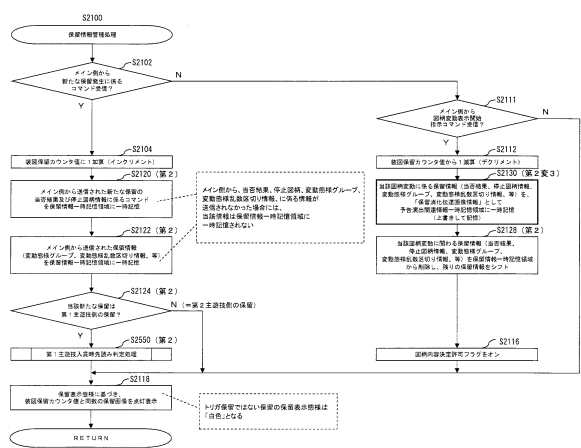 S2100
保留情報管理処理
S2102
メイン側から
新たな保留発生に係る
コマンド受信?
N
Y
S2104
装図保留カウンタ値に1加算(インクリメント)
S2120(第2)
メイン側から送信された新たな保留の
当否結果及び停止図柄情報に係るコマンド
を保留情報一時記憶領域に一時記憶
S2122(第2)
メイン側から送信された保留情報
(変動態様グループ、変動態様乱数区切り情報、等)
を保留情報一時記憶領域に一時記憶
メイン側から、当否結果、停止図柄、変動態様グループ、
変動態様乱数区切り情報、に係る情報が
送信されなかった場合には、
当該情報は保留情報一時記憶領域に
一時記憶されない
S2124(第2)
当該新たな保留は
第1主遊技側の保留?
N(=第2主遊技側の保留)
Y
S2550(第2)
第1主遊技入賞時先読み判定処理
S2118
保留表示態様に基づき、
装図保留カウンタ値と同数の保留画像を点灯表示
トリガ保留ではない保留の保留表示態様は
「白色」となる
RETURN
S2111
メイン側から
図柄変動表示開始
指示コマンド受信?
N
Y
S2112
装図保留カウンタ値から1減算(デクリメント)
S2130(第2変3)
当該図柄変動に係る保留情報(当否結果、停止図柄情報、
変動態様グループ、変動態様乱数区切り情報、等)を、
「保留消化伝達画像情報」として
予告演出関連情報一時記憶領域に一時記憶
(上書きして記憶)
S2128(第2)
当該図柄変動に関わる保留情報(当否結果、
停止図柄情報、変動態様グループ、
変動態様乱数区切り情報、等)を保留情報一時記憶領域
から削除し、残りの保留情報をシフト
S2116
図柄内容決定許可フラグをオン